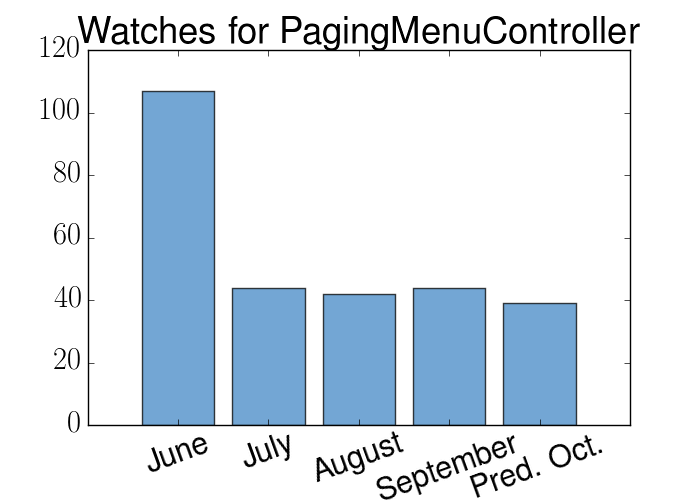 Watches for PagingMenuController
120
100
80
60
40
20
0
June
July
August
September
Pred. Oct.